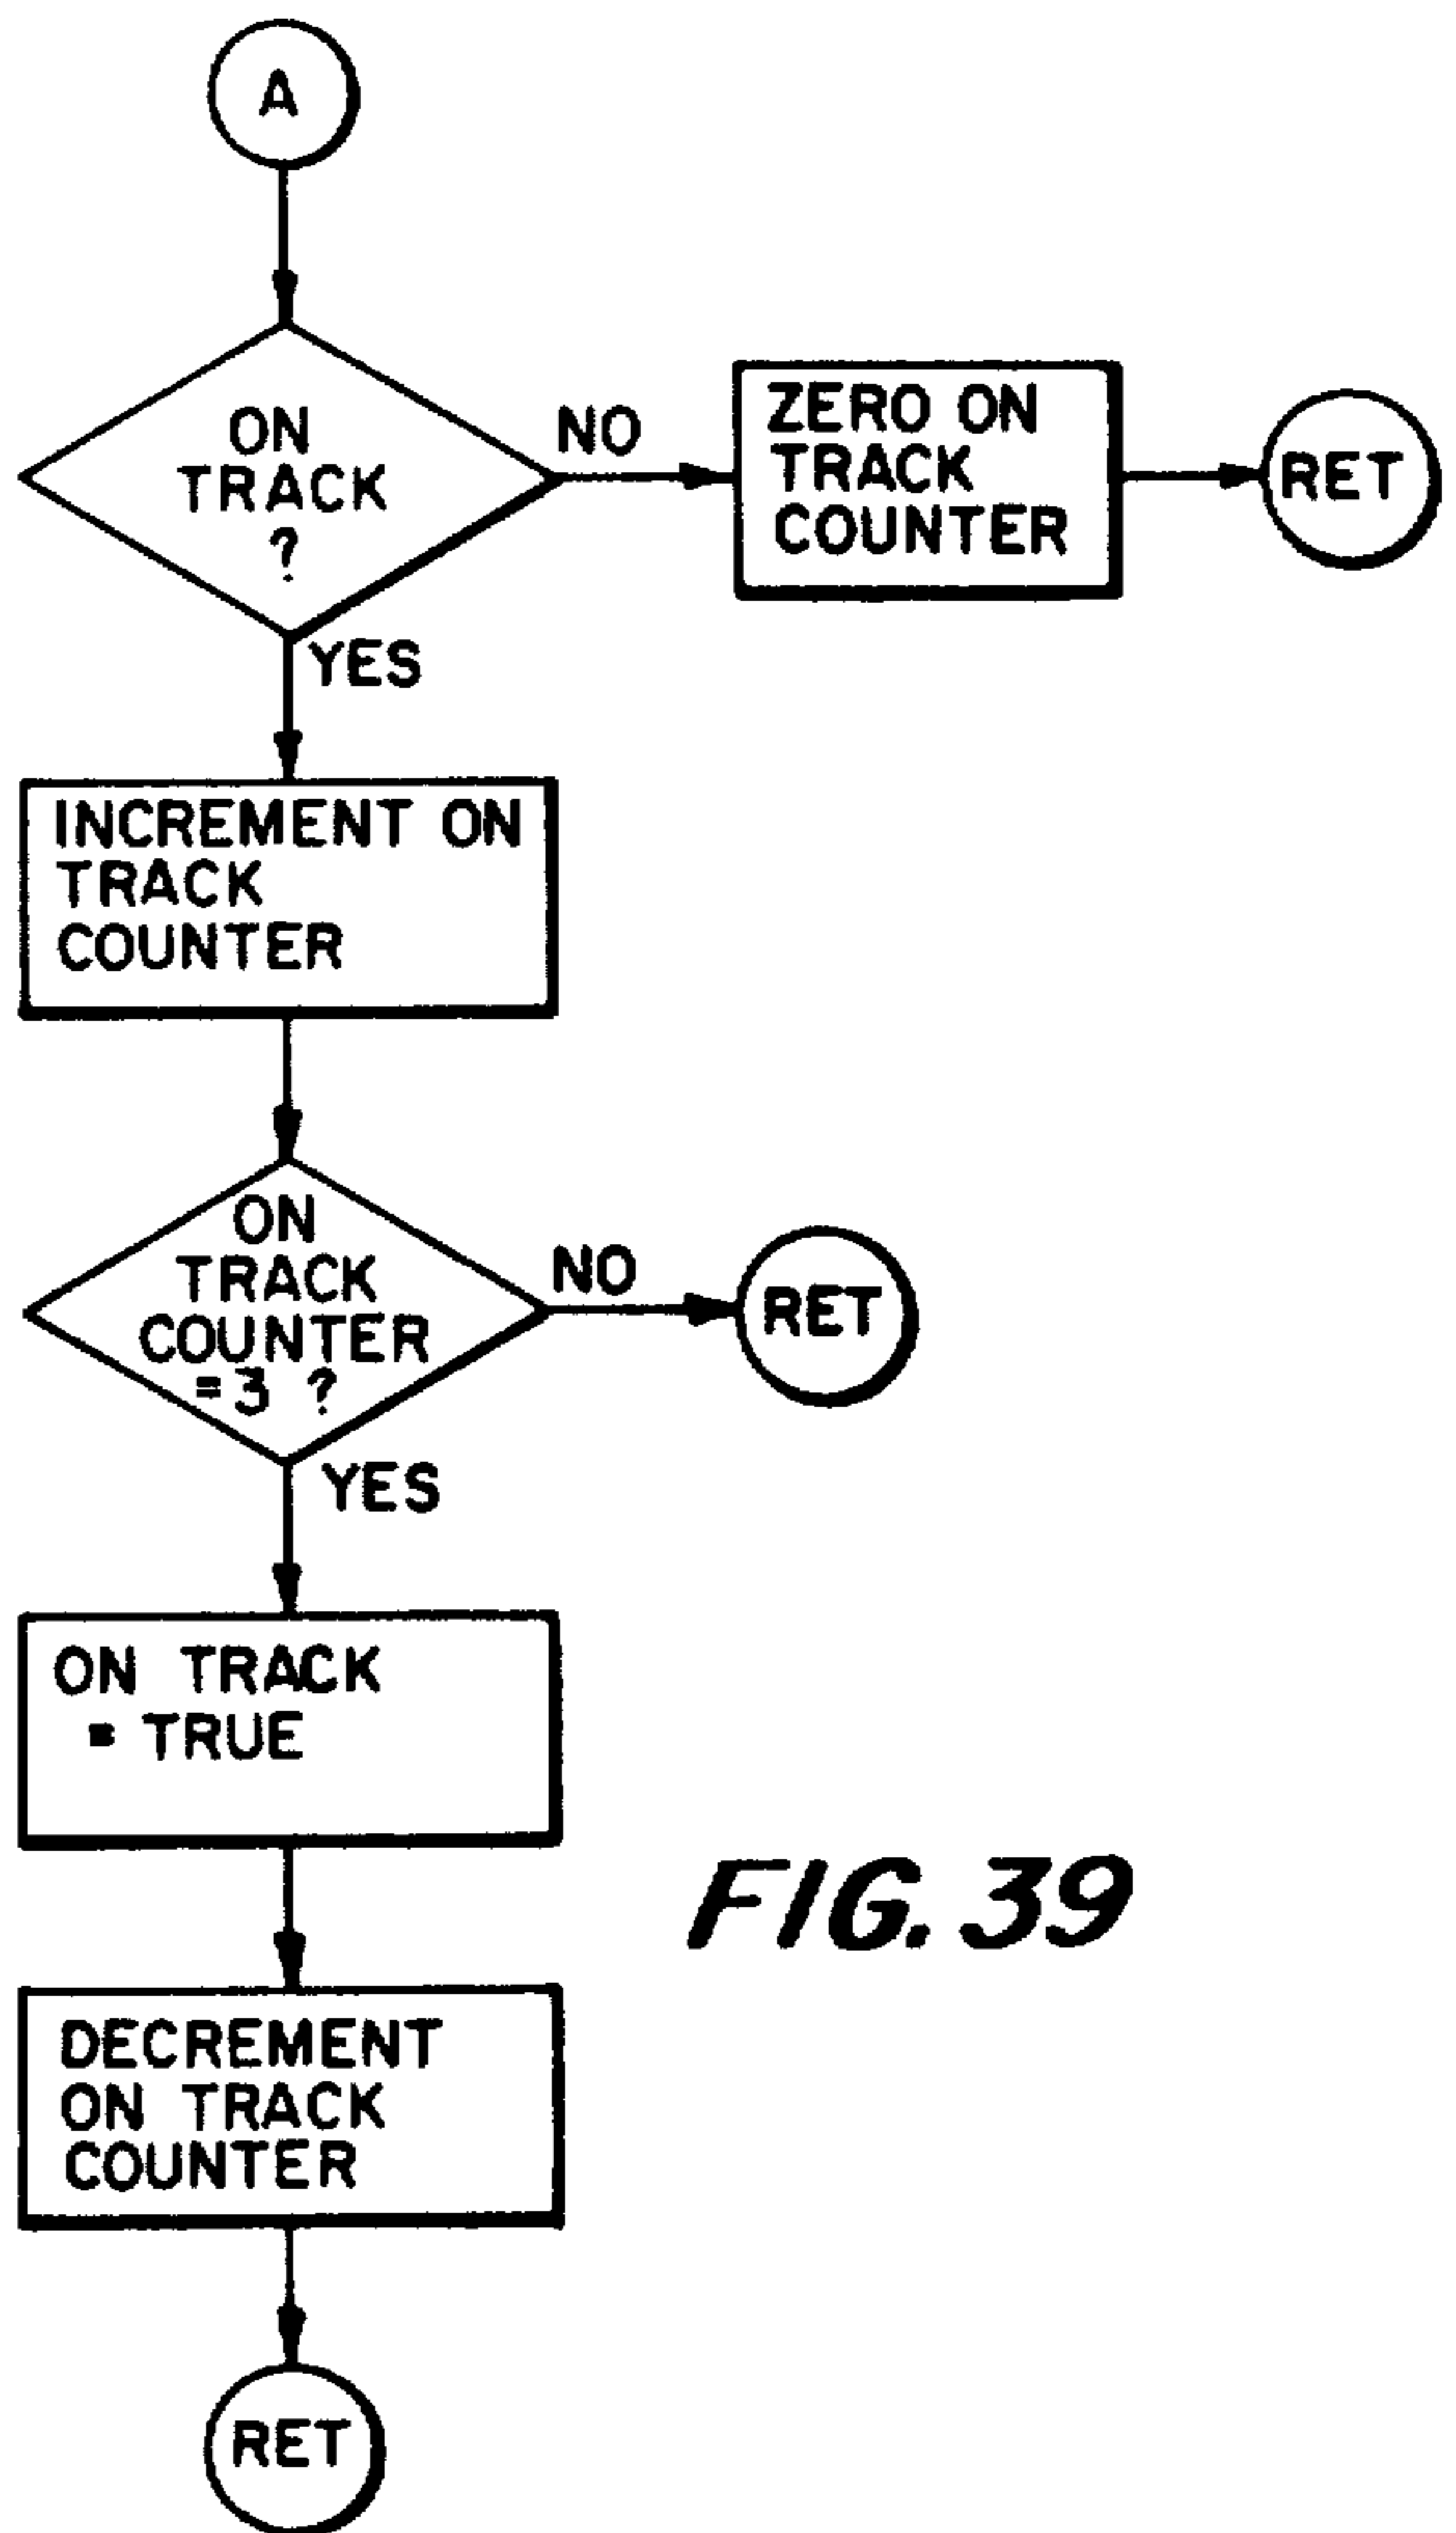 A
ON
TRACK
?
NO
ZERO ON
TRACK
COUNTER
RET
YES
INCREMENT ON
TRACK
COUNTER
ON
TRACK
COUNTER
=3 ?
NO
RET
YES
ON TRACK
= TRUE
DECREMENT
ON TRACK
COUNTER
RET
FIG. 39